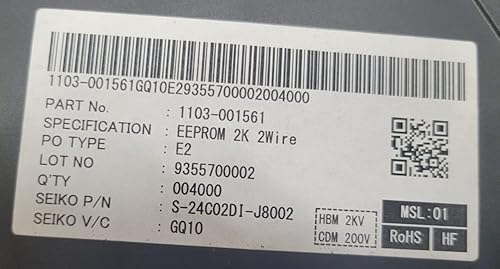 1103-001561GQ10E29355700002004000
PART No. : 1103-001561
SPECIFICATION : EEPROM 2K 2Wire
PO TYPE : E2
LOT NO : 9355700002
Q'TY : 004000
SEIKO P/N : S-24C02DI-J8002
SEIKO V/C : GQ10
HBM 2KV
CDM 200V
MSL:01
RoHS HF